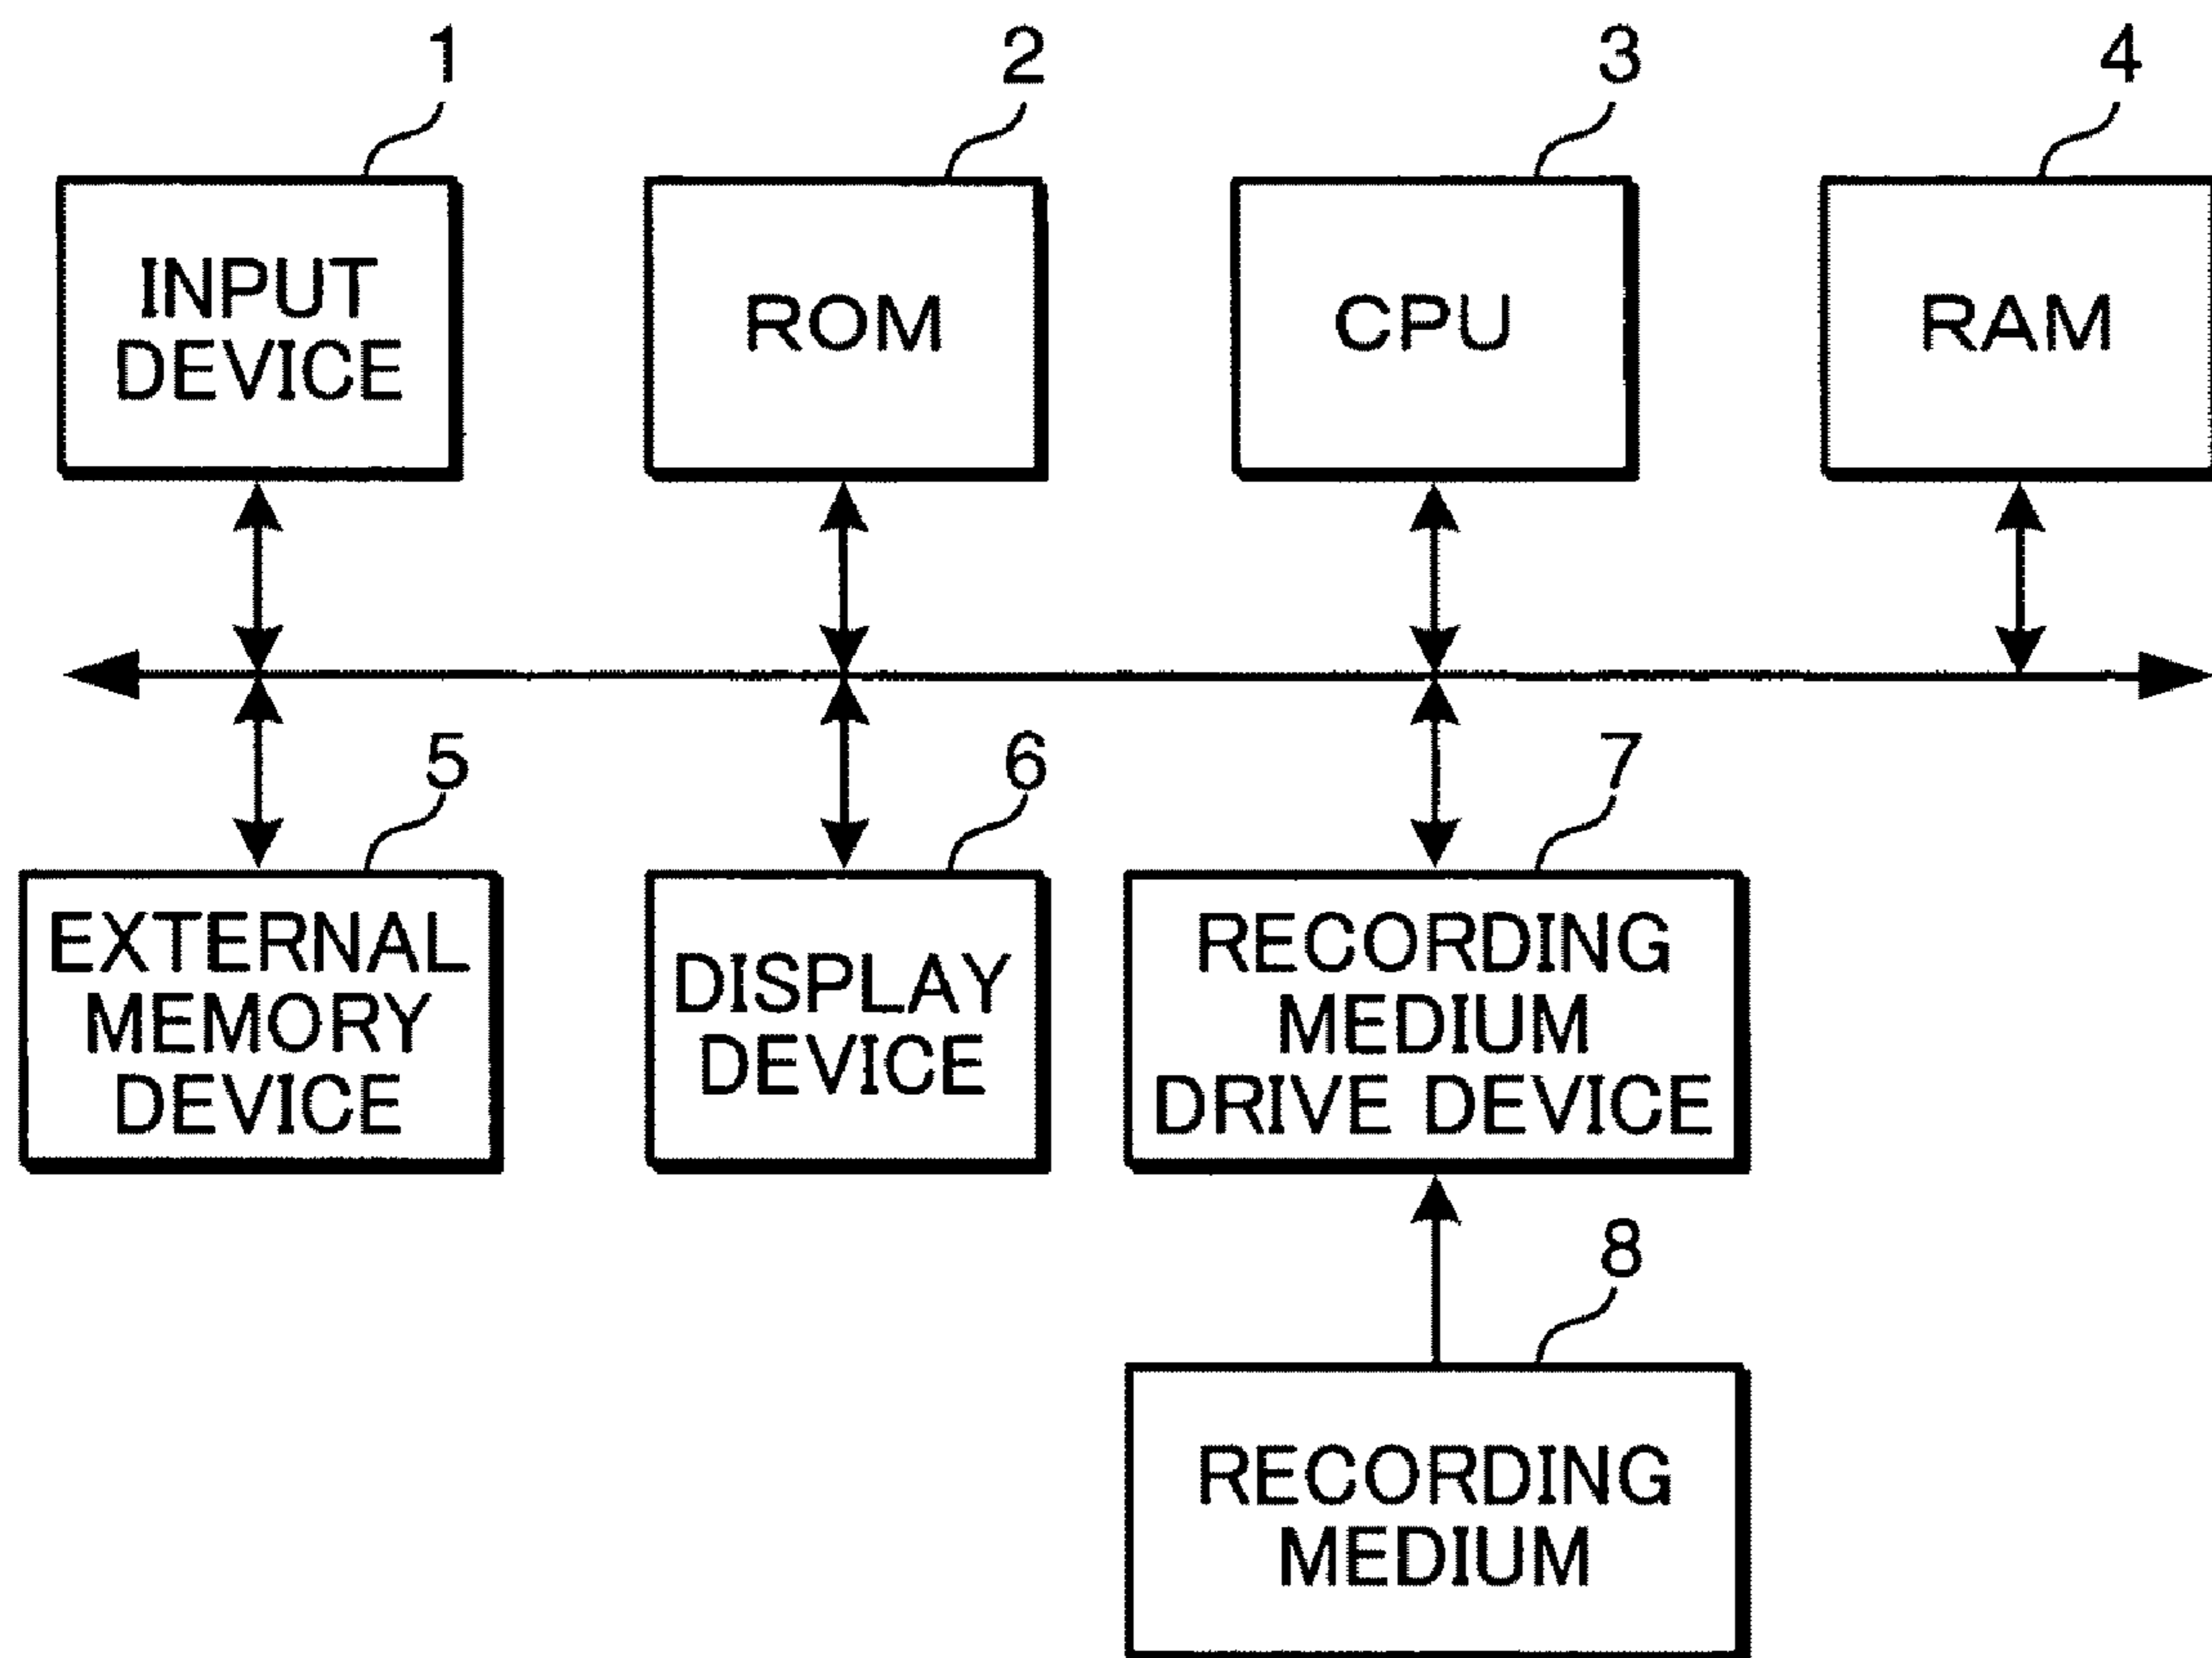 1
2
3
4
INPUT
DEVICE
ROM
CPU
RAM
5
6
7
EXTERNAL
MEMORY
DEVICE
DISPLAY
DEVICE
RECORDING
MEDIUM
DRIVE DEVICE
8
RECORDING
MEDIUM